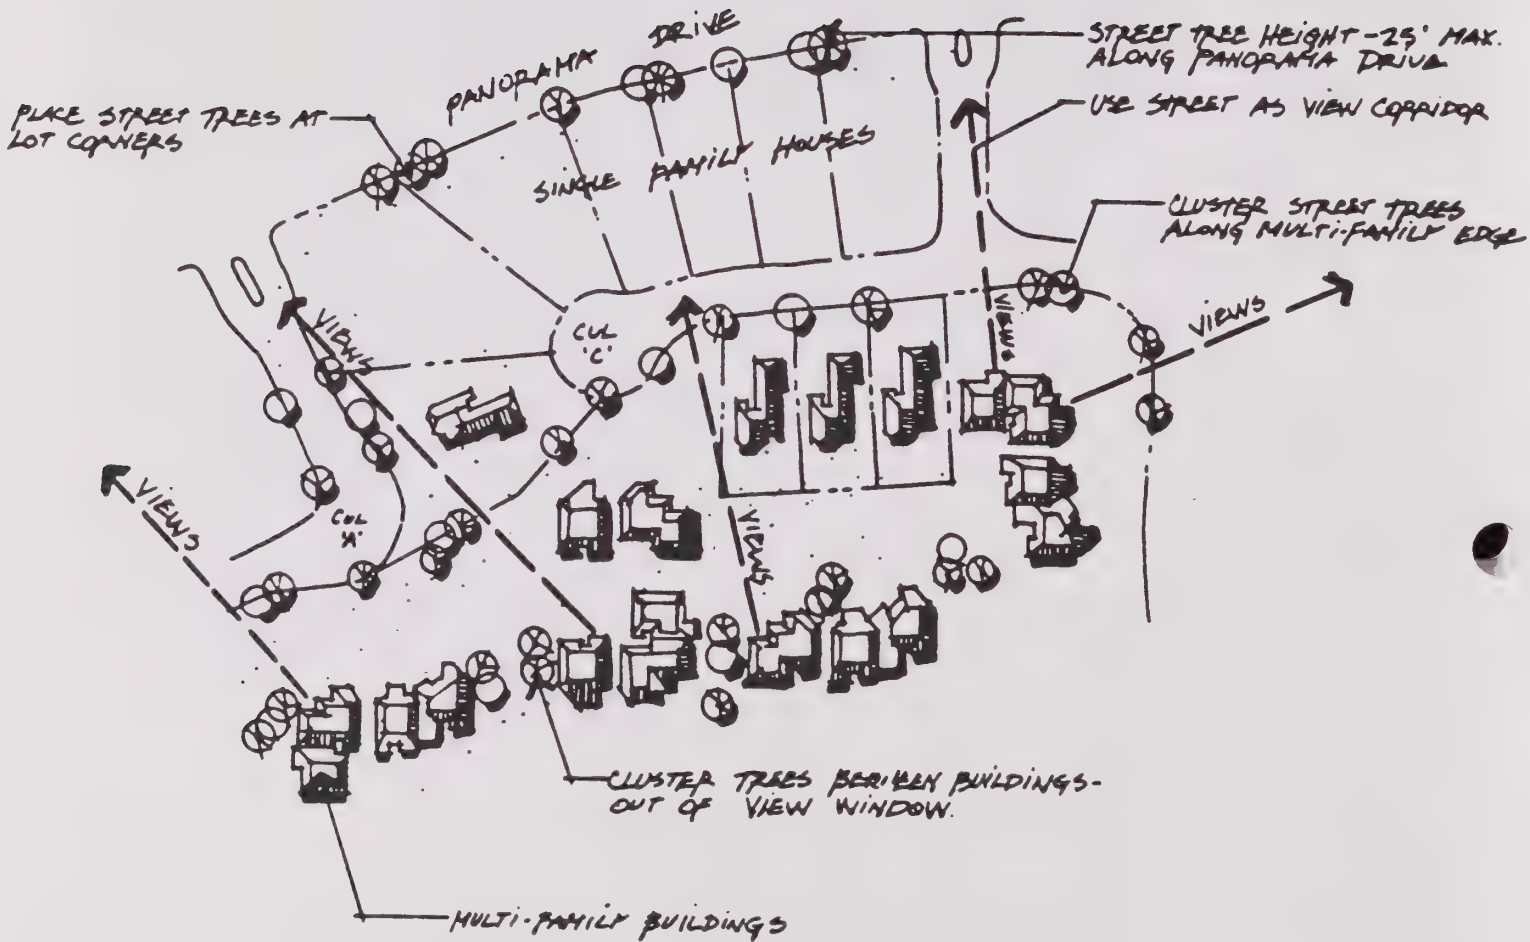 STREET TREE HEIGHT - 25' MAX.
ALONG PANORAMA DRIVE
USE STREET AS VIEW CORRIDOR
PANORAMA DRIVE
PLACE STREET TREES AT
LOT CORNERS
SINGLE FAMILY HOUSES
CLUSTER STREET TREES
ALONG MULTI-FAMILY EDGE
VIEWS
VIEWS
VIEWS
CUL
'C'
VIEWS
CUL
'A'
VIEWS
CLUSTER TREES BETWEEN BUILDINGS-
OUT OF VIEW WINDOW.
MULTI-FAMILY BUILDINGS